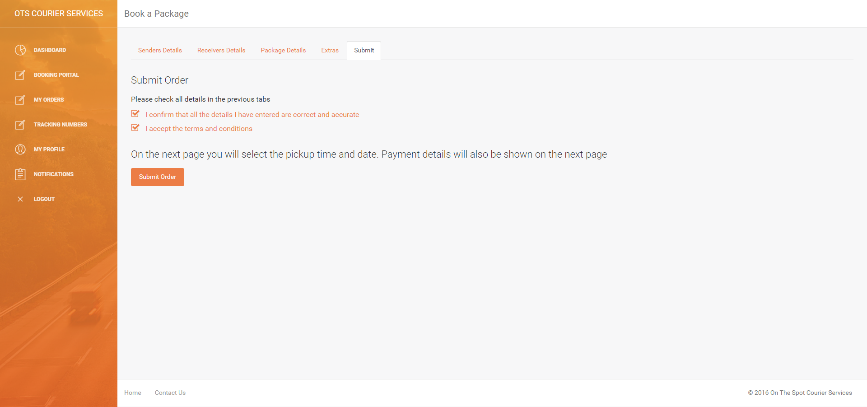 OTS COURIER SERVICES
DASHBOARD
BOOKING PORTAL
MY ORDERS
TRACKING NUMBERS
MY PROFILE
NOTIFICATIONS
LOGOUT
Book a Package
Senders Details Receivers Details Package Details Extras Submit
Submit Order
Please check all details in the previous tabs
I confirm that all the details I have entered are correct and accurate
I accept the terms and conditions
On the next page you will select the pickup time and date. Payment details will also be shown on the next page
Submit Order
Home Contact Us © 2016 On The Spot Courier Services